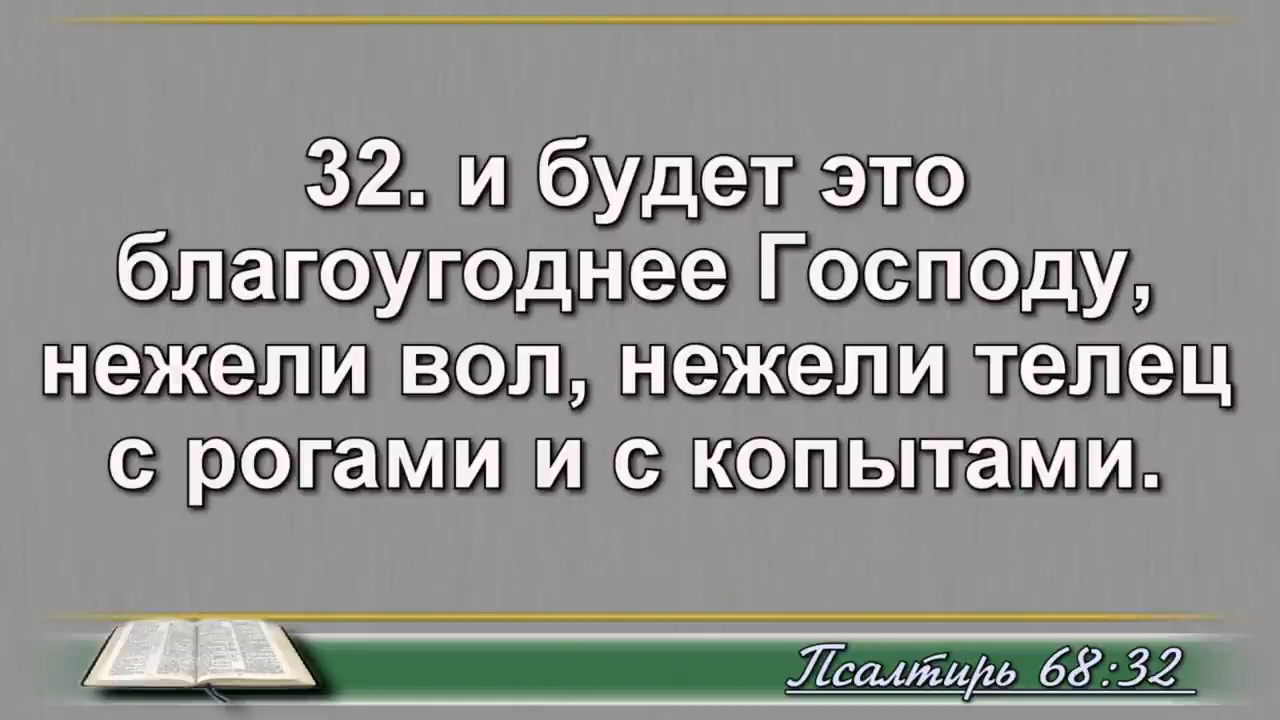 32. и будет это
благоугоднее Господу,
нежели вол, нежели телец
с рогами и с копытами.
Псалтирь 68:32